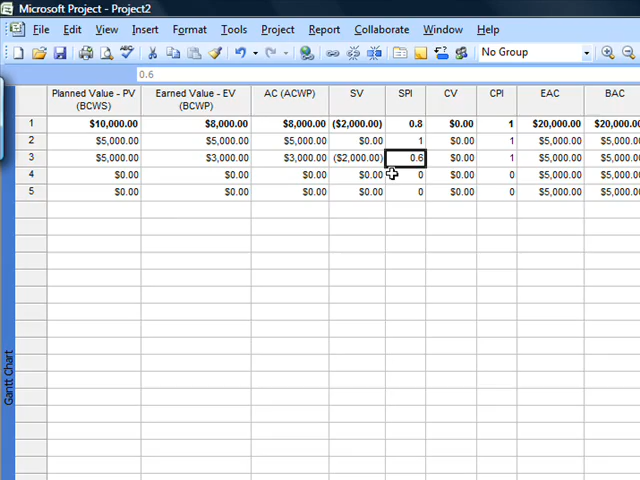 Microsoft Project - Project2
File Edit View Insert Format Tools Project Report Collaborate Window Help
No Group
0.6
Planned Value - PV (BCWS) Earned Value - EV (BCWP) AC (ACWP) SV SPI CV CPI EAC BAC
1 $10,000.00 $8,000.00 $8,000.00 ($2,000.00) 0.8 $0.00 1 $20,000.00 $20,000.00
2 $5,000.00 $5,000.00 $5,000.00 $0.00 1 $0.00 1 $5,000.00 $5,000.00
3 $5,000.00 $3,000.00 $3,000.00 ($2,000.00) 0.6 $0.00 1 $5,000.00 $5,000.00
4 $0.00 $0.00 $0.00 $0.00 0 $0.00 0 $5,000.00 $5,000.00
5 $0.00 $0.00 $0.00 $0.00 0 $0.00 0 $5,000.00 $5,000.00
Gantt Chart